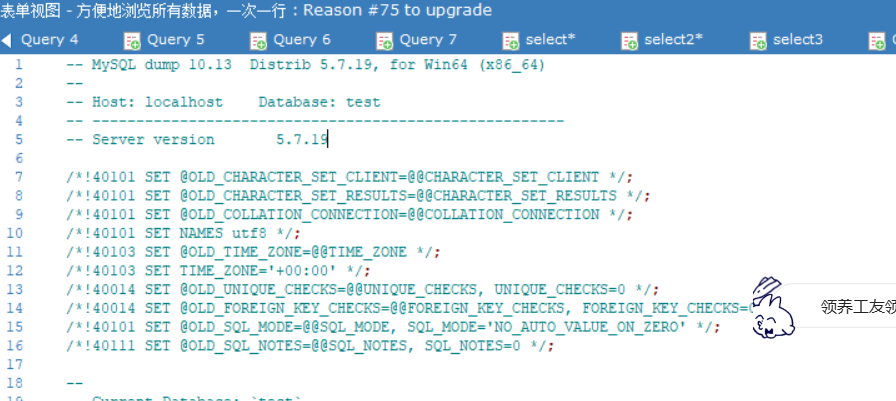 表单视图 - 方便地浏览所有数据，一次一行：Reason #75 to upgrade
Query 4 Query 5 Query 6 Query 7 select* select2* select3
1 -- MySQL dump 10.13 Distrib 5.7.19, for Win64 (x86_64)
2 --
3 -- Host: localhost Database: test
4 -- ------------------------------------------------------
5 -- Server version 5.7.19
6
7 /*!40101 SET @OLD_CHARACTER_SET_CLIENT=@@CHARACTER_SET_CLIENT */;
8 /*!40101 SET @OLD_CHARACTER_SET_RESULTS=@@CHARACTER_SET_RESULTS */;
9 /*!40101 SET @OLD_COLLATION_CONNECTION=@@COLLATION_CONNECTION */;
10 /*!40101 SET NAMES utf8 */;
11 /*!40103 SET @OLD_TIME_ZONE=@@TIME_ZONE */;
12 /*!40103 SET TIME_ZONE='+00:00' */;
13 /*!40014 SET @OLD_UNIQUE_CHECKS=@@UNIQUE_CHECKS, UNIQUE_CHECKS=0 */;
14 /*!40014 SET @OLD_FOREIGN_KEY_CHECKS=@@FOREIGN_KEY_CHECKS, FOREIGN_KEY_CHECKS=0
领养工友领
15 /*!40101 SET @OLD_SQL_MODE=@@SQL_MODE, SQL_MODE='NO_AUTO_VALUE_ON_ZERO' */;
16 /*!40111 SET @OLD_SQL_NOTES=@@SQL_NOTES, SQL_NOTES=0 */;
17
18 --
19 -- Current Database: `test`